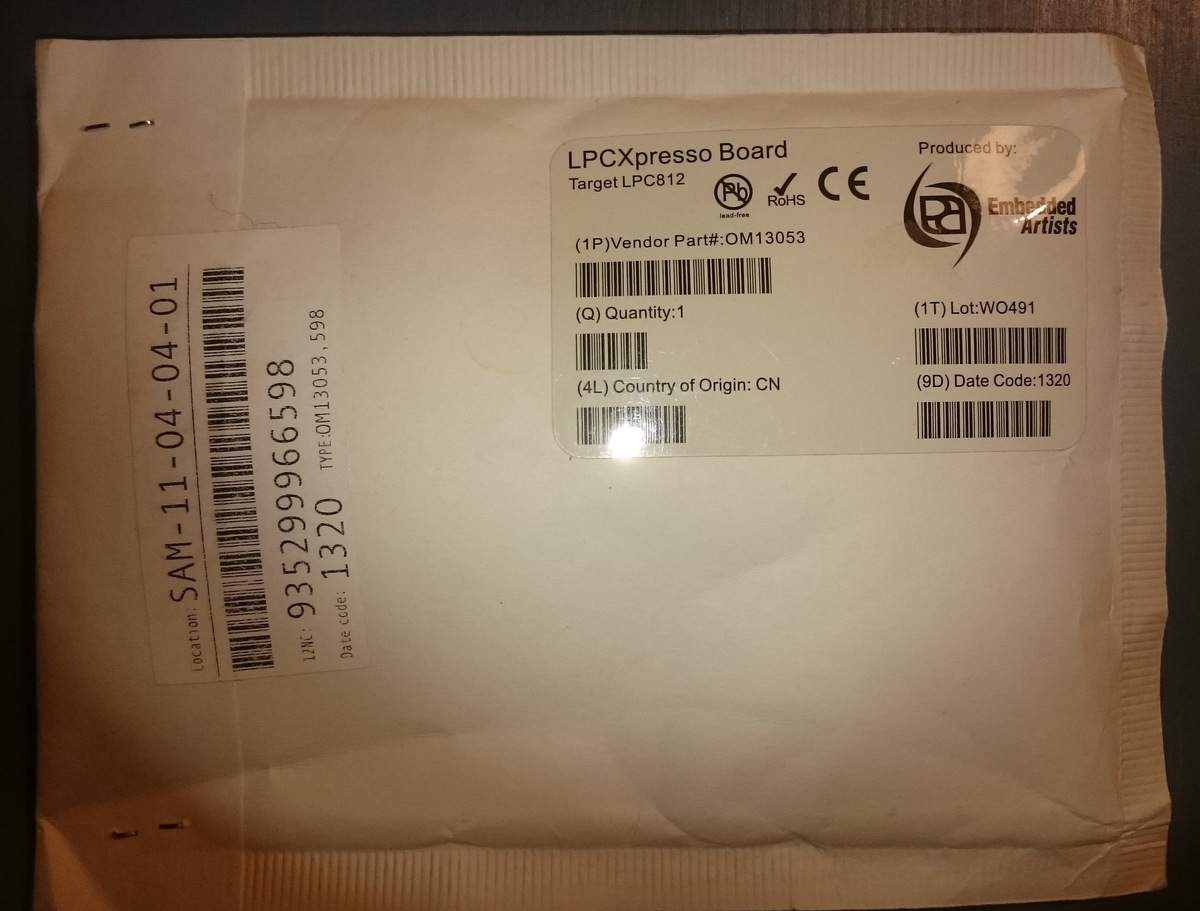 LPCXpresso Board
Target LPC812
Pb
lead-free
RoHS
CE
Produced by:
Embedded
Artists
(1P)Vendor Part#:OM13053
(Q) Quantity:1
(1T) Lot:WO491
(4L) Country of Origin: CN
(9D) Date Code:1320
Location: SAM-11-04-04-01
12NC: 935299966598
Date code: 1320 TYPE:OM13053,598